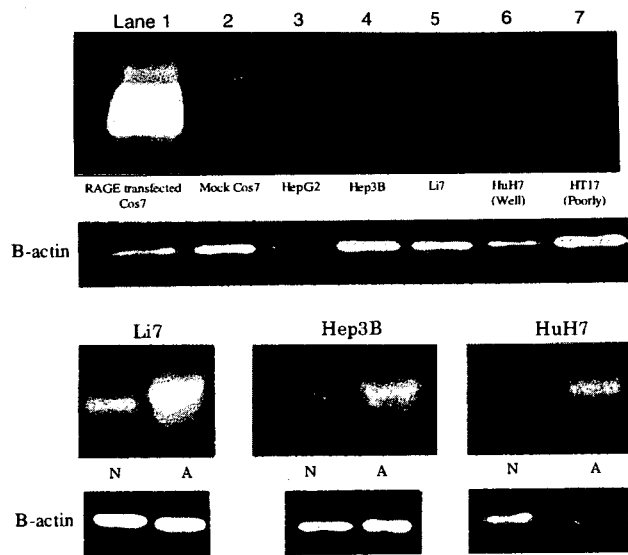 Lane 1 2 3 4 5 6 7
RAGE transfected Cos7 Mock Cos7 HepG2 Hep3B Li7 HuH7 (Well) HT17 (Poorly)
B-actin
Li7 Hep3B HuH7
N A N A N A
B-actin